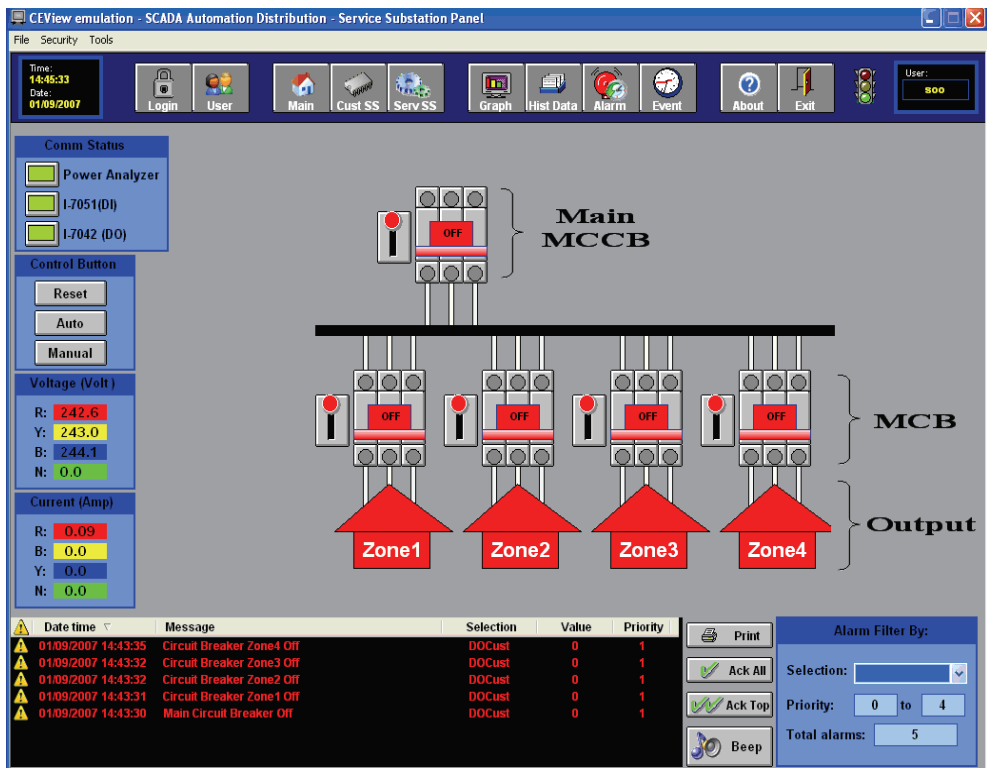 CEView emulation - SCADA Automation Distribution - Service Substation Panel
File Security Tools
Time:
14:45:33
Date:
01/09/2007
Login
User
Main
Cust SS
Serv SS
Graph
Hist Data
Alarm
Event
About
Exit
User:
soo
Comm Status
Power Analyzer
I-7051(DI)
I-7042 (DO)
Control Button
Reset
Auto
Manual
Voltage (Volt )
R: 242.6
Y: 243.0
B: 244.1
N: 0.0
Current (Amp)
R: 0.09
B: 0.0
Y: 0.0
N: 0.0
OFF
Main
MCCB
OFF
OFF
OFF
OFF
MCB
Zone1
Zone2
Zone3
Zone4
Output
Date time Message Selection Value Priority
01/09/2007 14:43:35 Circuit Breaker Zone4 Off DOCust 0 1
01/09/2007 14:43:32 Circuit Breaker Zone3 Off DOCust 0 1
01/09/2007 14:43:32 Circuit Breaker Zone2 Off DOCust 0 1
01/09/2007 14:43:31 Circuit Breaker Zone1 Off DOCust 0 1
01/09/2007 14:43:30 Main Circuit Breaker Off DOCust 0 1
Print
Ack All
Ack Top
Beep
Alarm Filter By:
Selection:
Priority: 0 to 4
Total alarms: 5